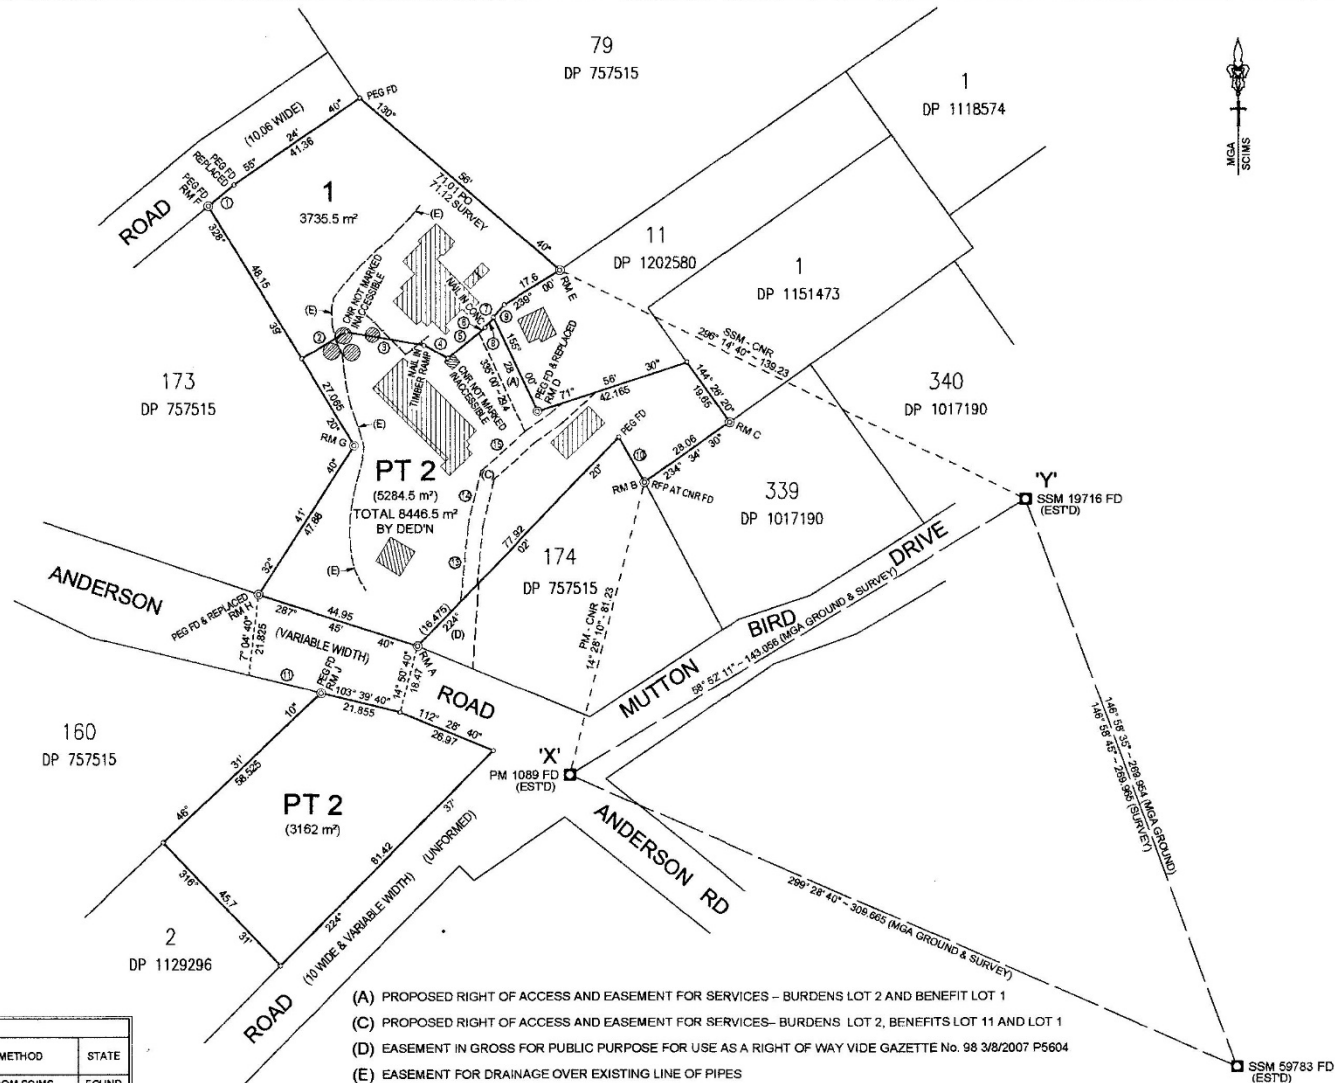 79
DP 757515
1
DP 1118574
MGA
SCIMS
PEG FD
130°
56'
40"
71.01 PO
71.12 SURVEY
(10.06 WIDE)
55°
24'
40"
41.36
PEG FD
REPLACED
PEG FD
RM F
1
ROAD
1
3735.5 m²
(E)
328°
39'
48.15
11
DP 1202580
1
DP 1151473
17.6
239°
00'
RM E
SSM - CNR
296° 14' 40" - 139.23
CNR NOT MARKED
INACCESSIBLE
NAIL IN CONC
(E)
2
3
4
5
6
7
8
9
155°
28
00'
(A)
335° 00' - 29.4
NAIL IN
TIMBER RAMP
CNR NOT MARKED
INACCESSIBLE
PEG FD & REPLACED
RM D
71°
56'
30"
42.165
144° 26' 20"
19.65
RM C
340
DP 1017190
173
DP 757515
27.065
20"
RM G
40"
41'
47.88
32°
(E)
PT 2
(5284.5 m²)
TOTAL 8446.5 m²
BY DED'N
(C)
14
15
PEG FD
10
28.06
234° 34' 30"
RM B
RFP AT CNR FD
339
DP 1017190
'Y'
SSM 19716 FD
(EST'D)
20"
77.92
02'
224°
(16.475)
(D)
174
DP 757515
PM - CNR
14° 28' 10" - 81.23
MUTTON BIRD DRIVE
58° 52' 11" - 143.056 (MGA GROUND & SURVEY)
(E)
ANDERSON
PEG FD & REPLACED
RM H
287°
45'
40"
44.95
(VARIABLE WIDTH)
7° 04' 40"
21.825
11
PEG FD
RM J
103° 39' 40"
21.855
14° 50' 40"
18.47
RM A
ROAD
112° 28' 40"
26.97
160
DP 757515
10"
31'
58.525
46°
PT 2
(3162 m²)
'X'
PM 1089 FD
(EST'D)
ANDERSON RD
146° 58' 35" - 269.954 (MGA GROUND)
146° 58' 45" - 269.965 (SURVEY)
299° 28' 40" - 309.665 (MGA GROUND & SURVEY)
316°
31'
45.7
37'
81.42
224°
ROAD (10 WIDE & VARIABLE WIDTH) (UNFORMED)
2
DP 1129296
SSM 59783 FD
(EST'D)
(A) PROPOSED RIGHT OF ACCESS AND EASEMENT FOR SERVICES – BURDENS LOT 2 AND BENEFIT LOT 1
(C) PROPOSED RIGHT OF ACCESS AND EASEMENT FOR SERVICES– BURDENS LOT 2, BENEFITS LOT 11 AND LOT 1
(D) EASEMENT IN GROSS FOR PUBLIC PURPOSE FOR USE AS A RIGHT OF WAY VIDE GAZETTE No. 98 3/8/2007 P5604
(E) EASEMENT FOR DRAINAGE OVER EXISTING LINE OF PIPES
METHOD STATE